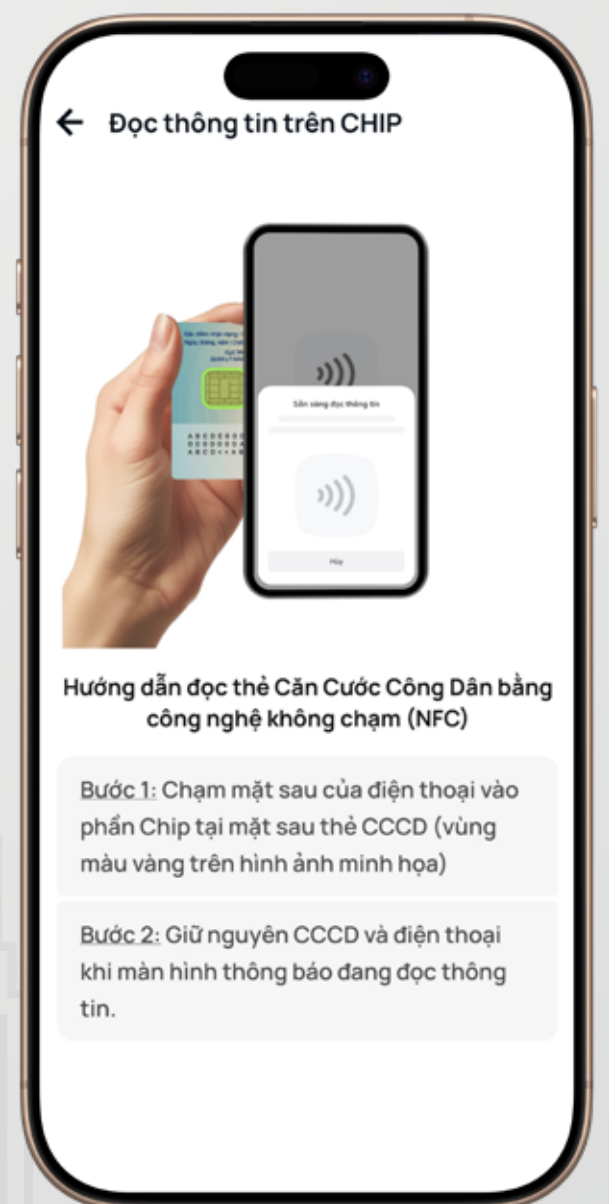 Đọc thông tin trên CHIP
Sẵn sàng đọc thông tin
Hủy
Hướng dẫn đọc thẻ Căn Cước Công Dân bằng
công nghệ không chạm (NFC)
Bước 1: Chạm mặt sau của điện thoại vào
phần Chip tại mặt sau thẻ CCCD (vùng
màu vàng trên hình ảnh minh họa)
Bước 2: Giữ nguyên CCCD và điện thoại
khi màn hình thông báo đang đọc thông
tin.